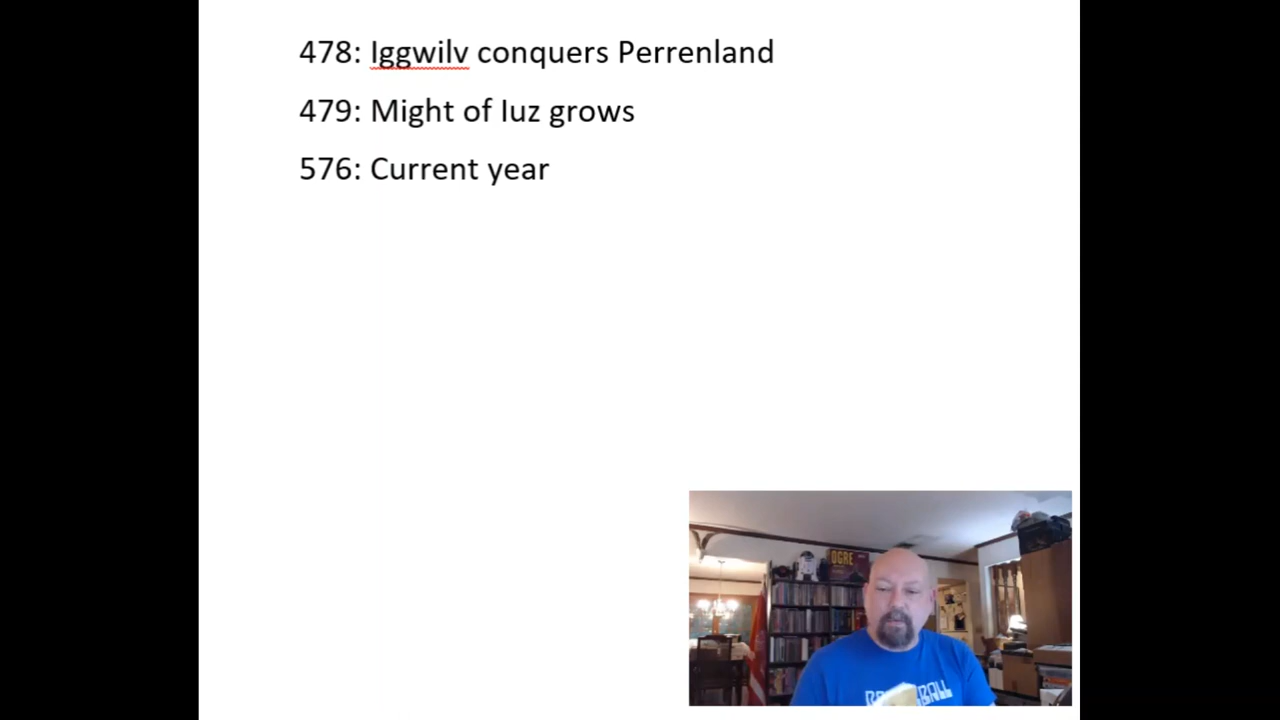 478: Iggwilv conquers Perrenland
479: Might of Iuz grows
576: Current year
OGRE